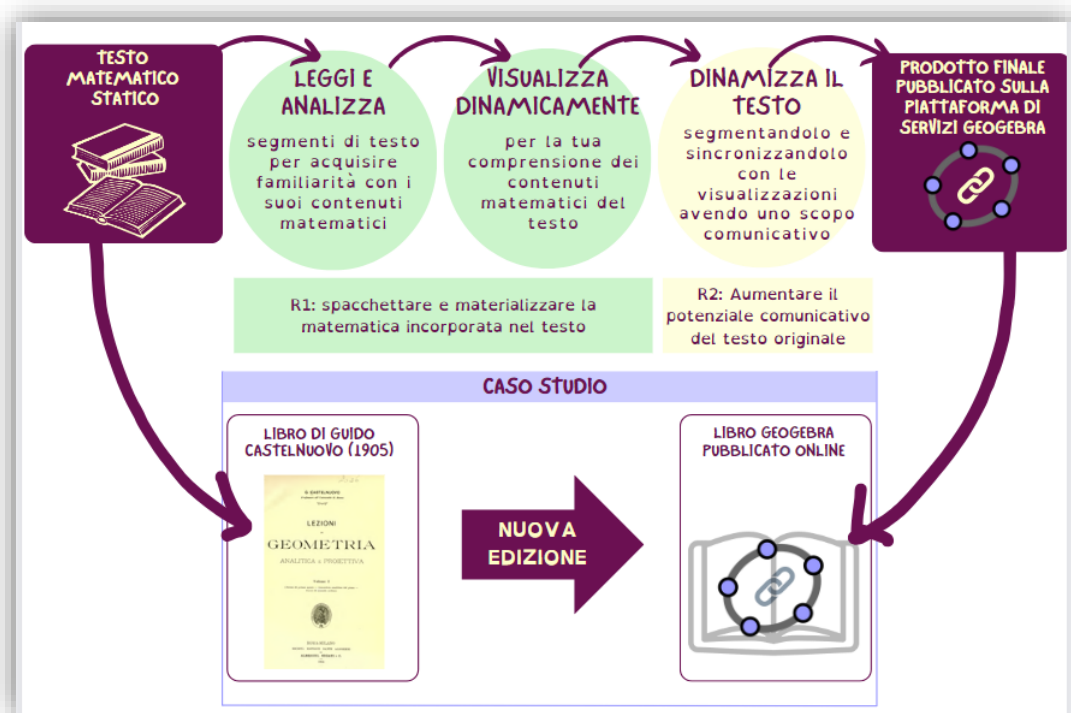 TESTO
MATEMATICO
STATICO
LEGGI E
ANALIZZA
segmenti di testo
per acquisire
familiarità con i
suoi contenuti
matematici
VISUALIZZA
DINAMICAMENTE
per la tua
comprensione dei
contenuti
matematici del
testo
DINAMIZZA IL
TESTO
segmentandolo e
sincronizzandolo
con le
visualizzazioni
avendo uno scopo
comunicativo
PRODOTTO FINALE
PUBBLICATO SULLA
PIATTAFORMA DI
SERVIZI GEOGEBRA
R1: spacchettare e materializzare la
matematica incorporata nel testo
R2: Aumentare il
potenziale comunicativo
del testo originale
CASO STUDIO
LIBRO DI GUIDO
CASTELNUOVO (1905)
G. CASTELNUOVO
LEZIONI
DI
GEOMETRIA
ANALITICA E PROIETTIVA
Volume I
NUOVA
EDIZIONE
LIBRO GEOGEBRA
PUBBLICATO ONLINE